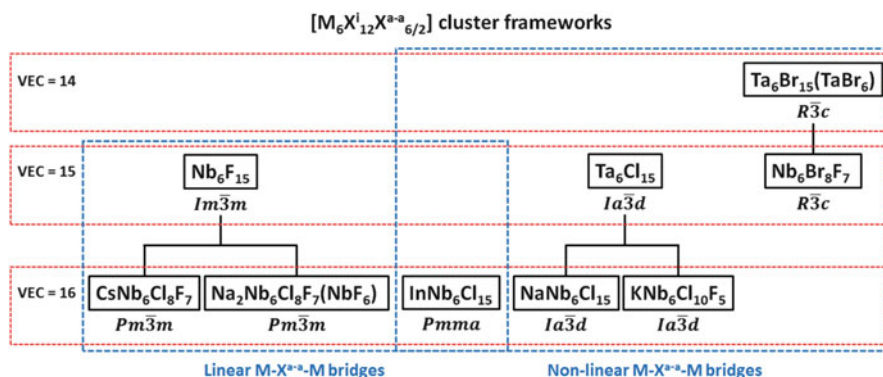 [M₆Xⁱ₁₂Xᵃ⁻ᵃ₆/₂] cluster frameworks
VEC = 14
Ta₆Br₁₅(TaBr₆)
R3̅c
VEC = 15
Nb₆F₁₅
Ta₆Cl₁₅
Nb₆Br₈F₇
Im3̅m
Ia3̅d
R3̅c
VEC = 16
CsNb₆Cl₈F₇
Na₂Nb₆Cl₈F₇(NbF₆)
InNb₆Cl₁₅
NaNb₆Cl₁₅
KNb₆Cl₁₀F₅
Pm3̅m
Pm3̅m
Pmma
Ia3̅d
Ia3̅d
Linear M-Xᵃ⁻ᵃ-M bridges
Non-linear M-Xᵃ⁻ᵃ-M bridges